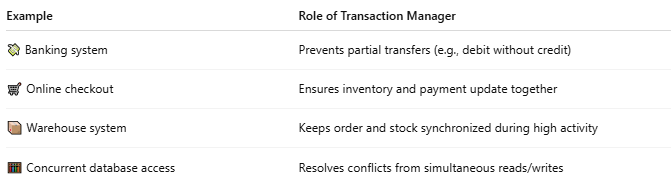 Example Role of Transaction Manager
Banking system Prevents partial transfers (e.g., debit without credit)
Online checkout Ensures inventory and payment update together
Warehouse system Keeps order and stock synchronized during high activity
Concurrent database access Resolves conflicts from simultaneous reads/writes